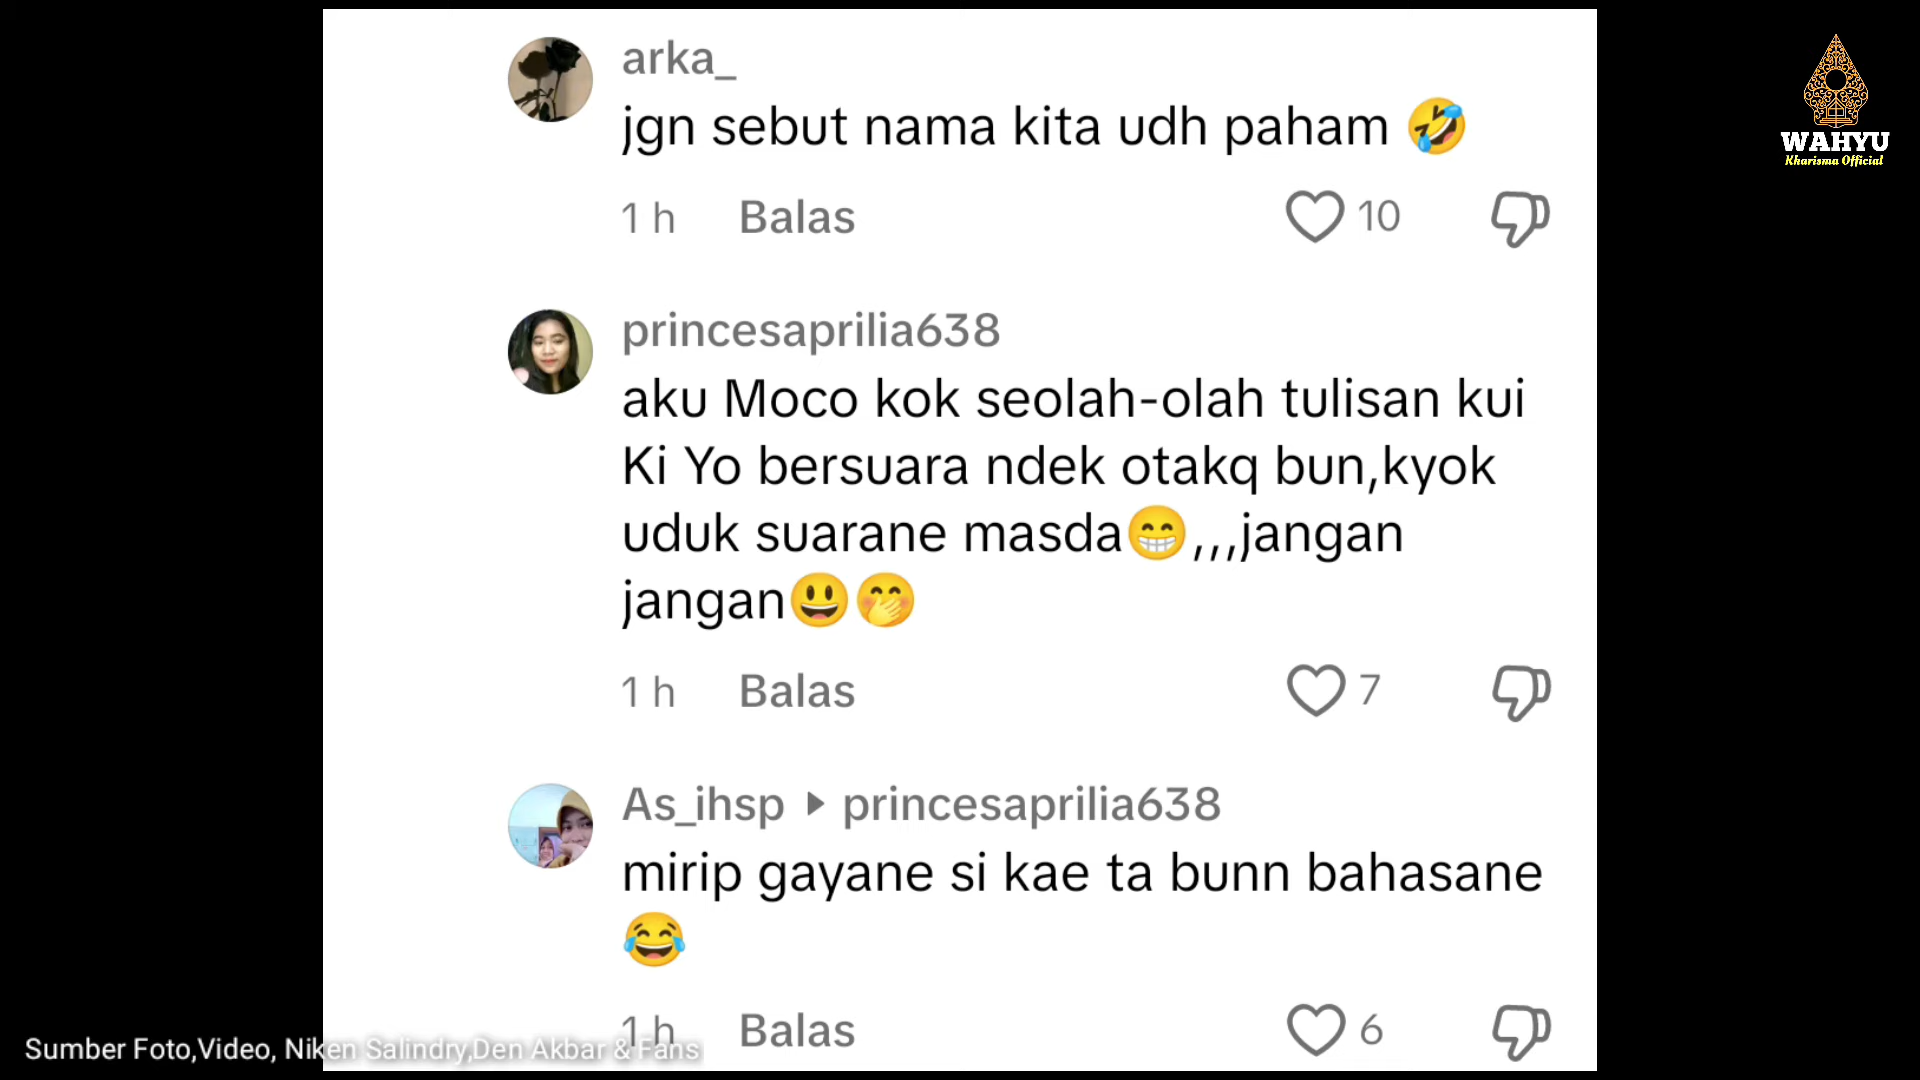 arka_
jgn sebut nama kita udh paham 🤣
1 h Balas 10
princesaprilia638
aku Moco kok seolah-olah tulisan kui
Ki Yo bersuara ndek otakq bun,kyok
uduk suarane masda😁,,,jangan
jangan😃🤭
1 h Balas 7
As_ihsp ▶ princesaprilia638
mirip gayane si kae ta bunn bahasane
😂
1 h Balas 6
WAHYU
Kharisma Official
Sumber Foto,Video, Niken Salindry,Den Akbar & Fans